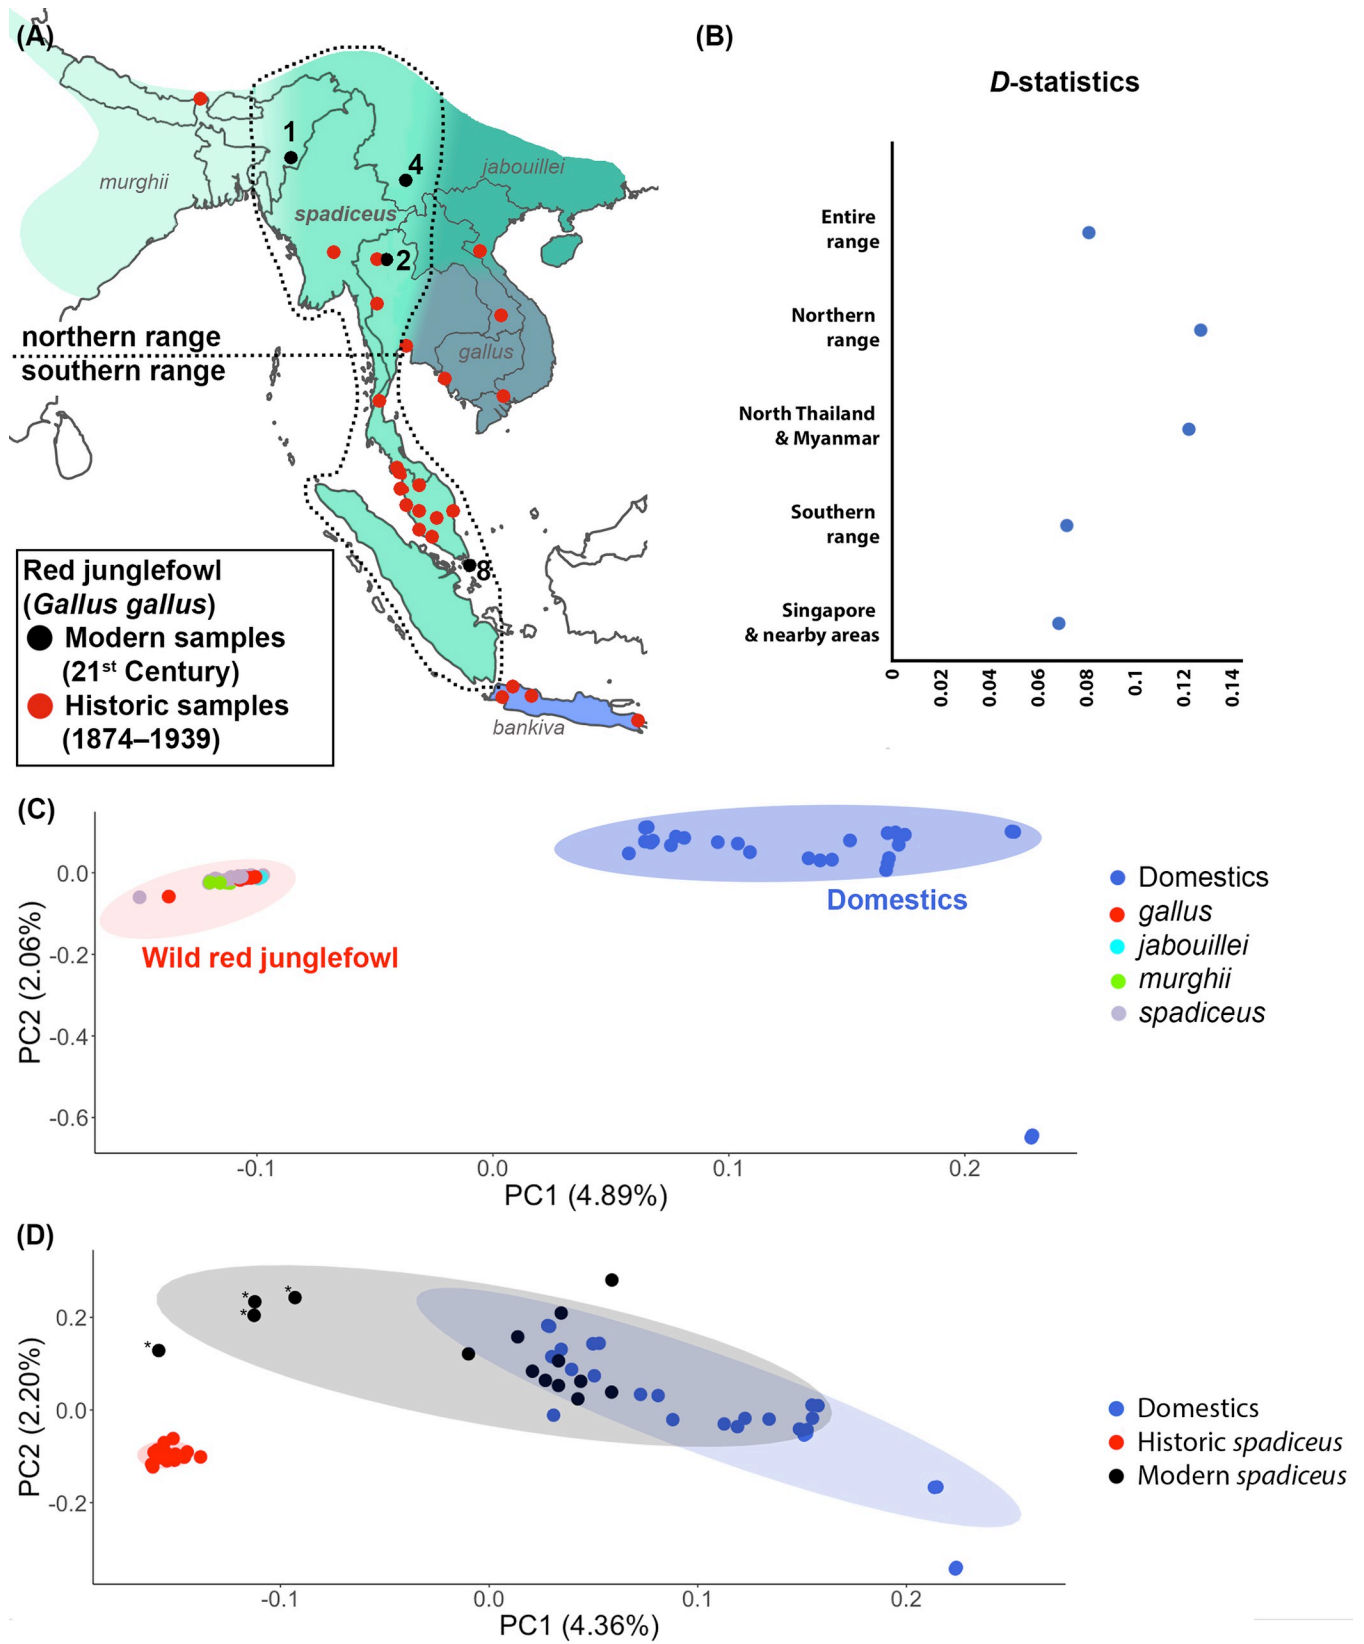 (A)
murghii
1
4
jabouillei
spadiceus
2
northern range
southern range
gallus
8
bankiva
Red junglefowl
(Gallus gallus)
Modern samples
(21st Century)
Historic samples
(1874–1939)
(B)
D-statistics
Entire
range
Northern
range
North Thailand
& Myanmar
Southern
range
Singapore
& nearby areas
0 0.02 0.04 0.06 0.08 0.1 0.12 0.14
(C)
PC2 (2.06%)
0.0
-0.2
-0.4
-0.6
Wild red junglefowl
Domestics
-0.1 0.0 0.1 0.2
PC1 (4.89%)
Domestics
gallus
jabouillei
murghii
spadiceus
(D)
PC2 (2.20%)
0.2
0.0
-0.2
* * * *
-0.1 0.0 0.1 0.2
PC1 (4.36%)
Domestics
Historic spadiceus
Modern spadiceus